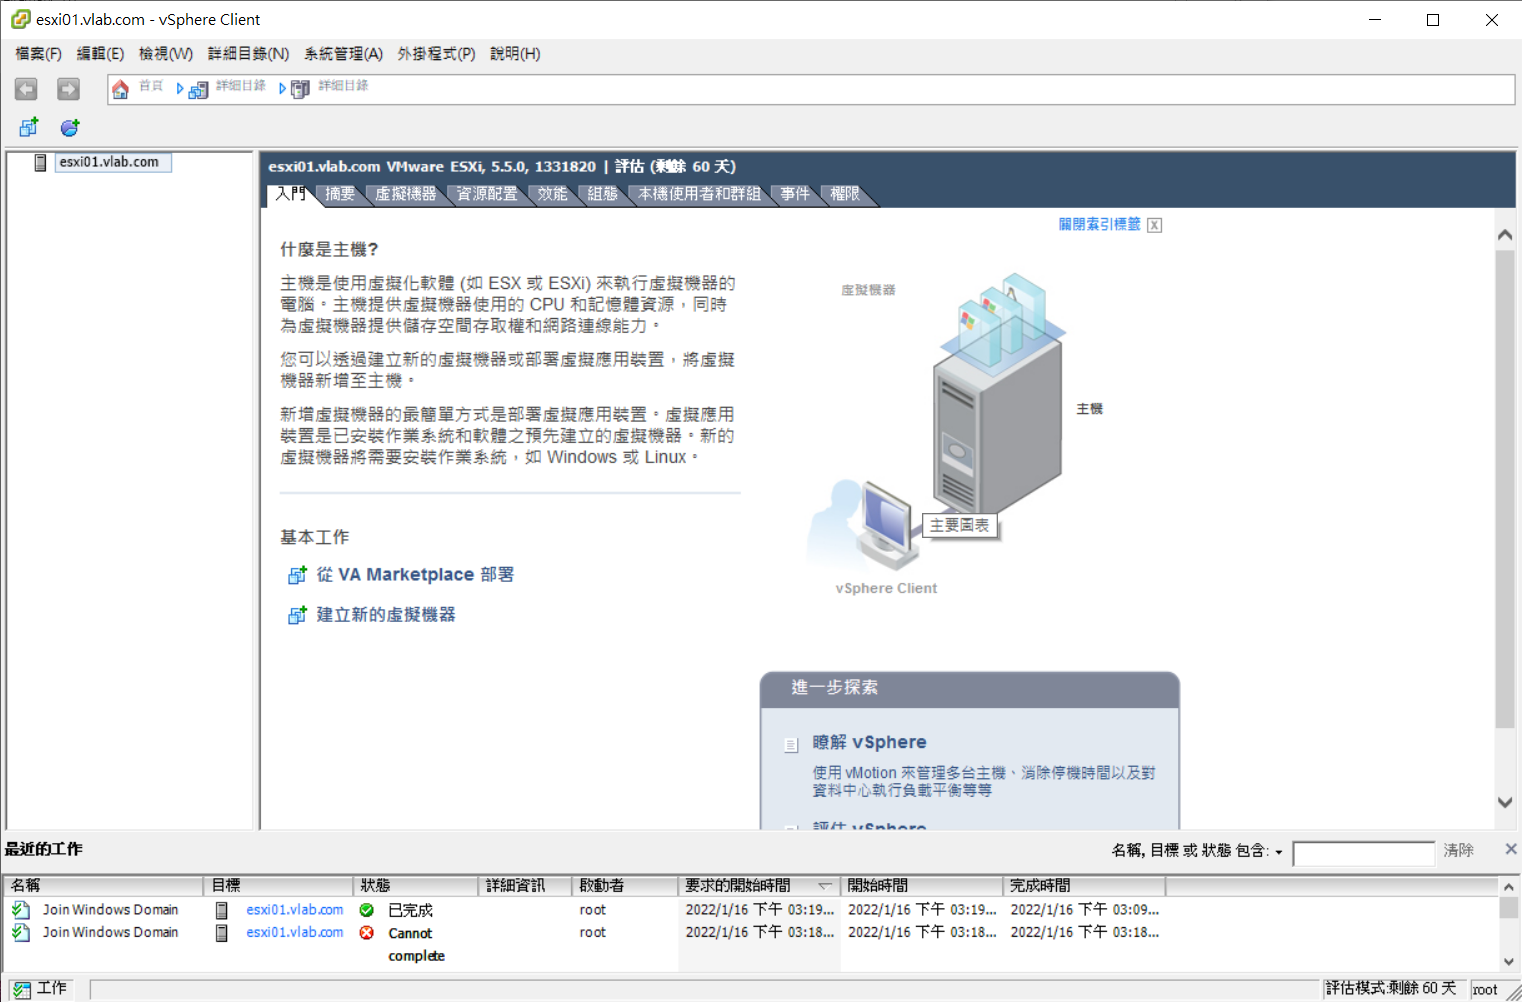 esxi01.vlab.com - vSphere Client
檔案(F) 編輯(E) 檢視(W) 詳細目錄(N) 系統管理(A) 外掛程式(P) 說明(H)
首頁 詳細目錄 詳細目錄
esxi01.vlab.com
esxi01.vlab.com VMware ESXi, 5.5.0, 1331820 | 評估 (剩餘 60 天)
入門 摘要 虛擬機器 資源配置 效能 組態 本機使用者和群組 事件 權限
關閉索引標籤 X
什麼是主機?
主機是使用虛擬化軟體 (如 ESX 或 ESXi) 來執行虛擬機器的
電腦。主機提供虛擬機器使用的 CPU 和記憶體資源，同時
為虛擬機器提供儲存空間存取權和網路連線能力。
您可以透過建立新的虛擬機器或部署虛擬應用裝置，將虛擬
機器新增至主機。
新增虛擬機器的最簡單方式是部署虛擬應用裝置。虛擬應用
裝置是已安裝作業系統和軟體之預先建立的虛擬機器。新的
虛擬機器將需要安裝作業系統，如 Windows 或 Linux。
基本工作
從 VA Marketplace 部署
建立新的虛擬機器
虛擬機器
主機
主要圖表
vSphere Client
進一步探索
瞭解 vSphere
使用 vMotion 來管理多台主機、消除停機時間以及對
資料中心執行負載平衡等等
評估 vSphere
最近的工作
名稱, 目標 或 狀態 包含: 清除
名稱 目標 狀態 詳細資訊 啟動者 要求的開始時間 開始時間 完成時間
Join Windows Domain esxi01.vlab.com 已完成 root 2022/1/16 下午 03:19... 2022/1/16 下午 03:19... 2022/1/16 下午 03:09...
Join Windows Domain esxi01.vlab.com Cannot root 2022/1/16 下午 03:18... 2022/1/16 下午 03:18... 2022/1/16 下午 03:18...
complete
工作 評估模式:剩餘 60 天 root